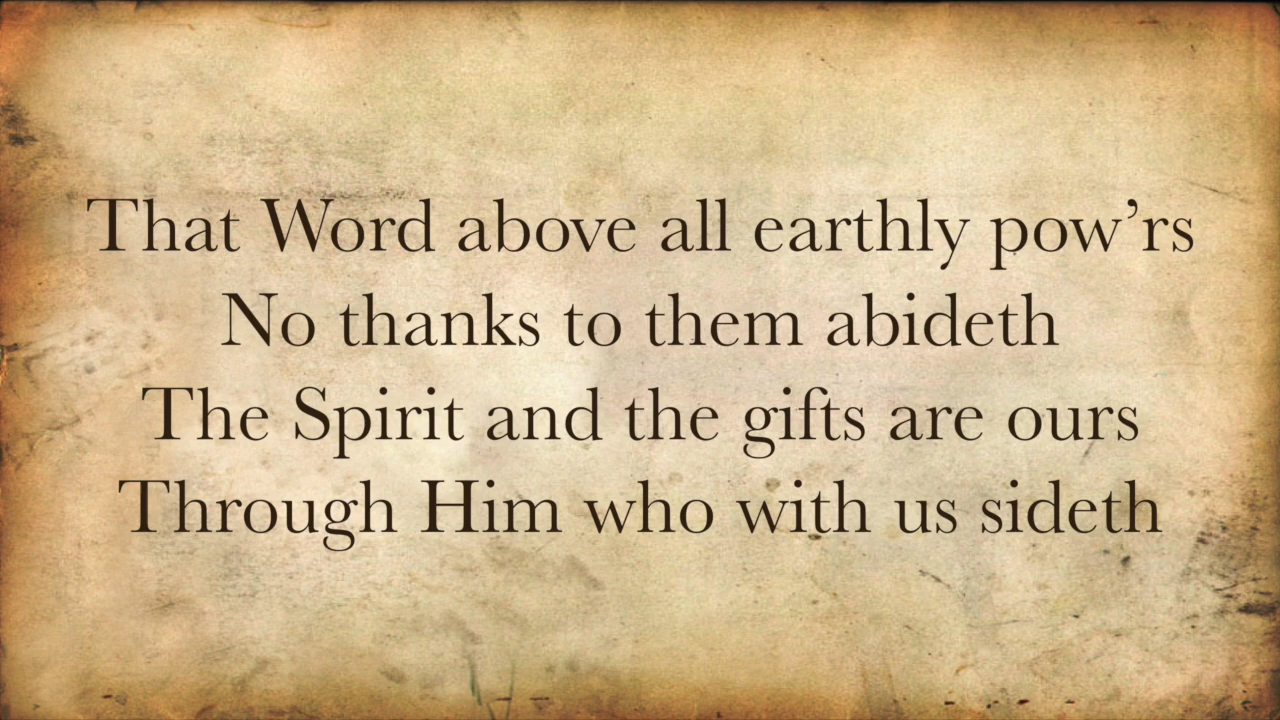 That Word above all earthly pow’rs
No thanks to them abideth
The Spirit and the gifts are ours
Through Him who with us sideth